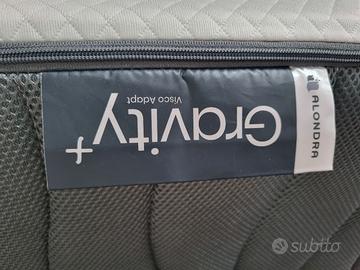 Gravity+
Visco Adapt
ALONDRA
subito